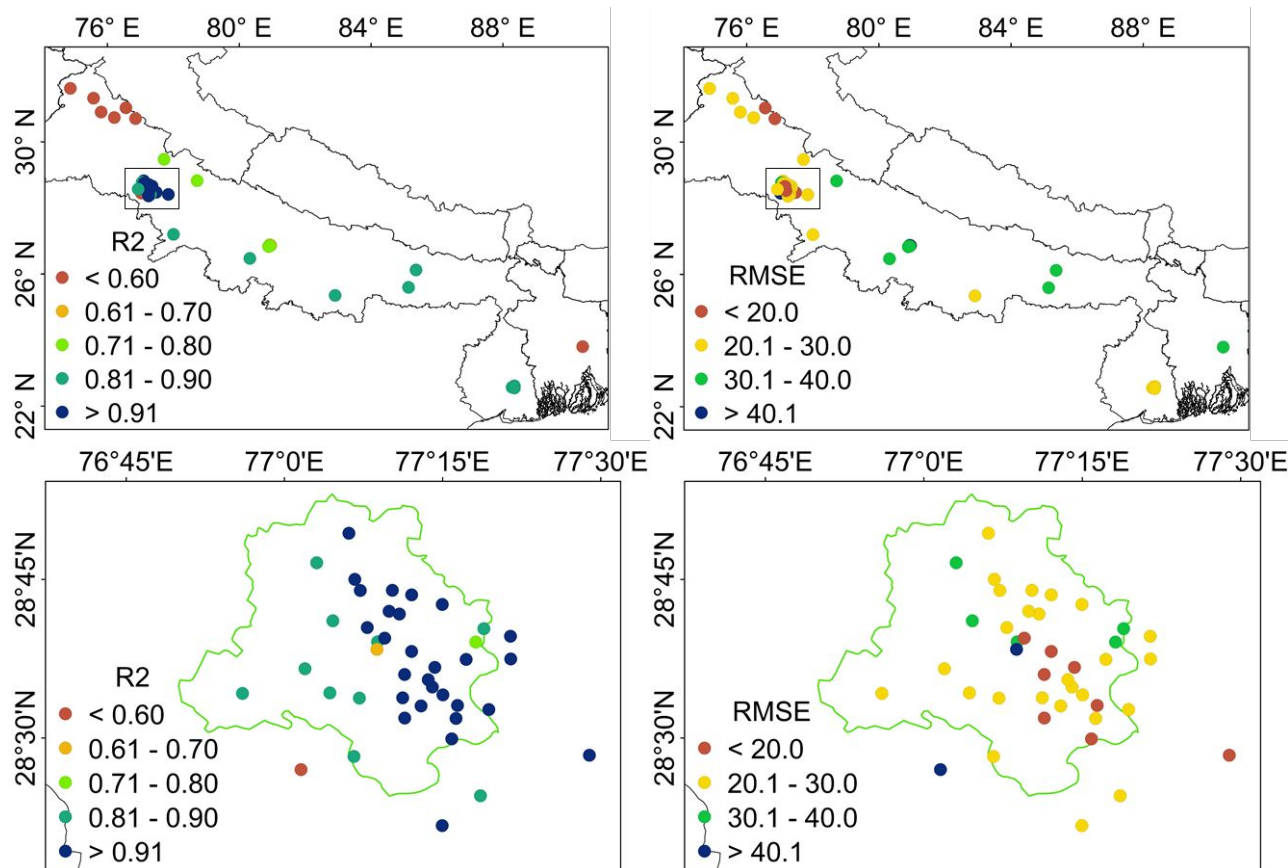 76° E 80° E 84° E 88° E
30° N
26° N
22° N
R2
< 0.60
0.61 - 0.70
0.71 - 0.80
0.81 - 0.90
> 0.91
76° E 80° E 84° E 88° E
30° N
26° N
22° N
RMSE
< 20.0
20.1 - 30.0
30.1 - 40.0
> 40.1
76°45'E 77°0'E 77°15'E 77°30'E
28°45'N
28°30'N
R2
< 0.60
0.61 - 0.70
0.71 - 0.80
0.81 - 0.90
> 0.91
76°45'E 77°0'E 77°15'E 77°30'E
28°45'N
28°30'N
RMSE
< 20.0
20.1 - 30.0
30.1 - 40.0
> 40.1